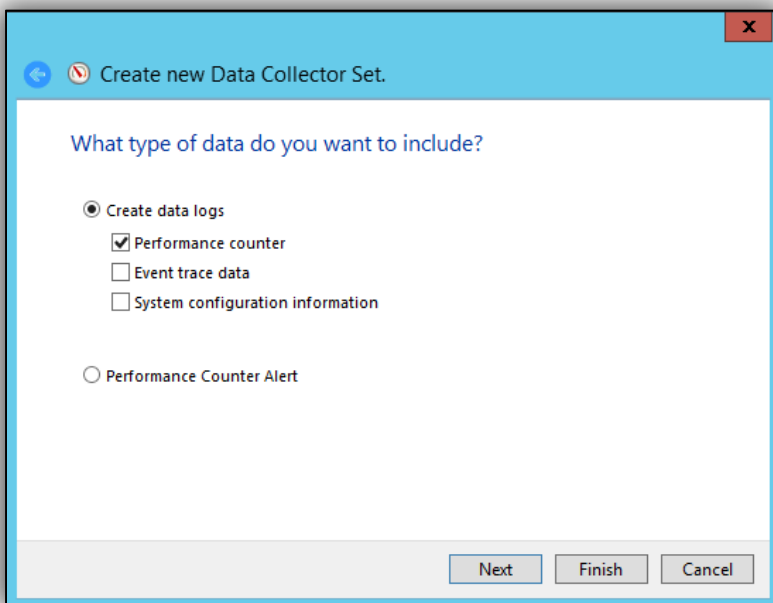 Create new Data Collector Set.
What type of data do you want to include?
Create data logs
Performance counter
Event trace data
System configuration information
Performance Counter Alert
Next Finish Cancel